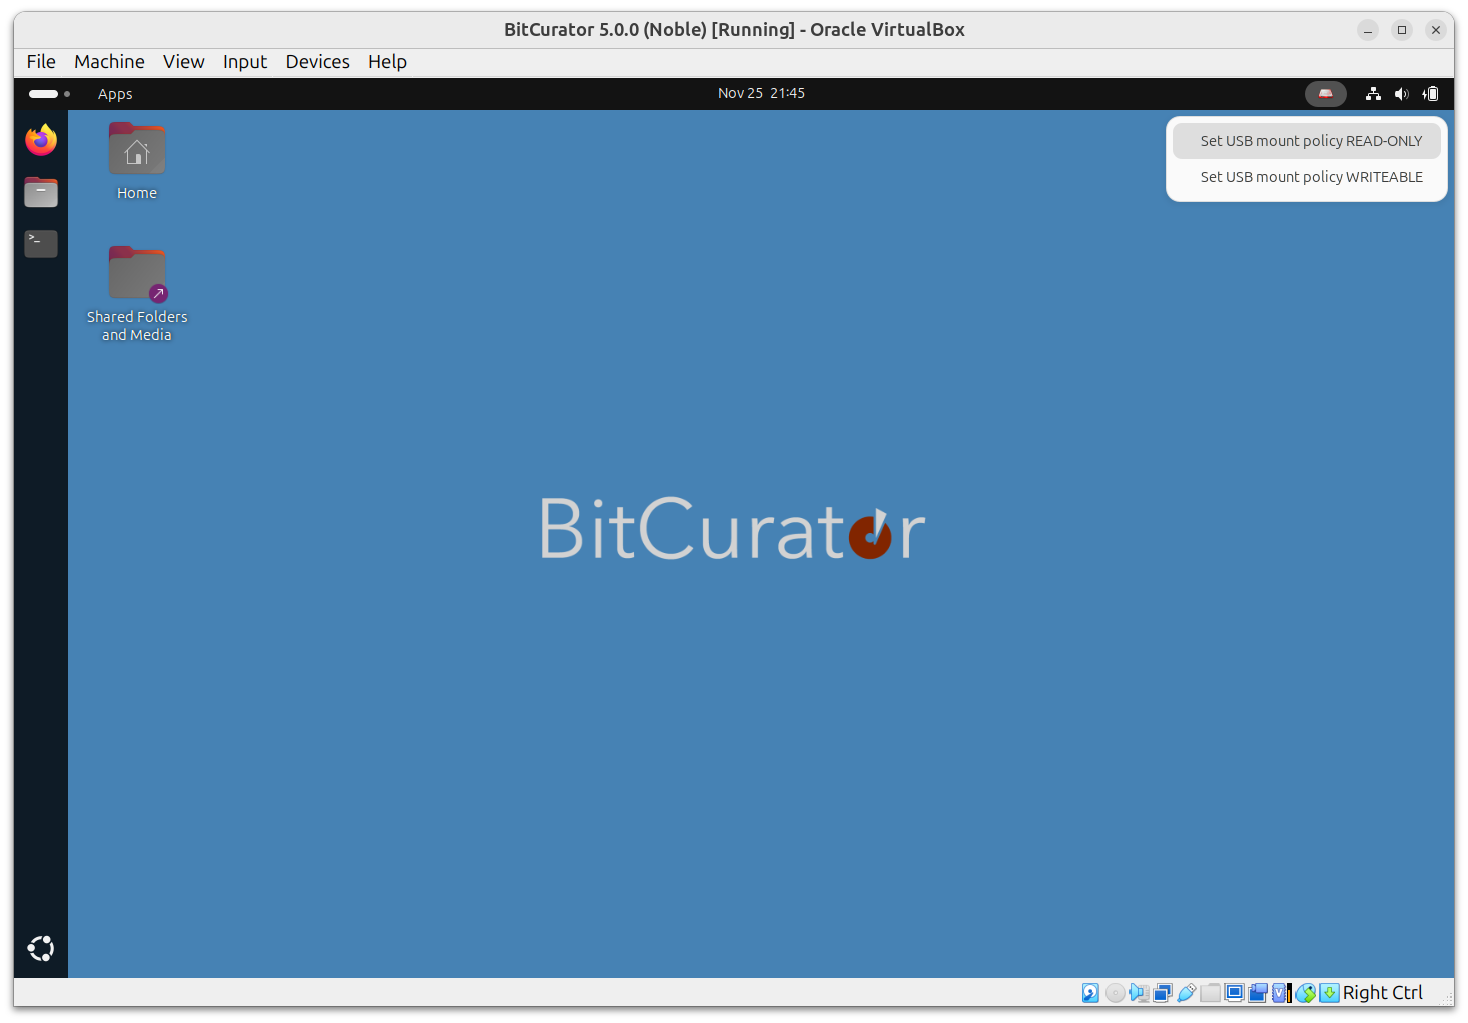 BitCurator 5.0.0 (Noble) [Running] - Oracle VirtualBox
File Machine View Input Devices Help
Apps
Nov 25 21:45
Set USB mount policy READ-ONLY
Set USB mount policy WRITEABLE
Home
>_
Shared Folders
and Media
BitCurator
V
Right Ctrl